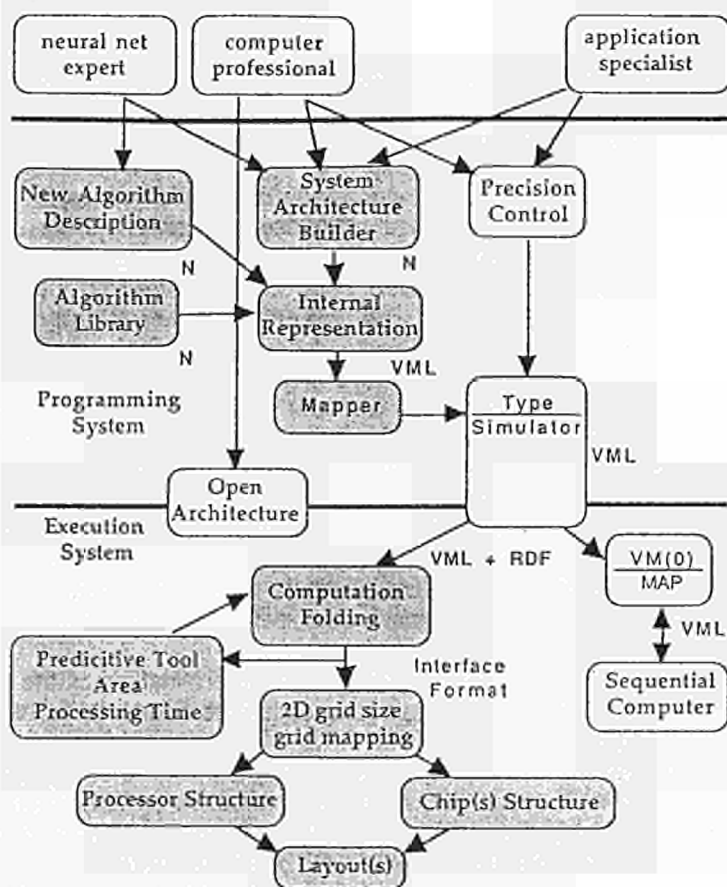 neural net
expert
computer
professional
application
specialist
New Algorithm
Description
System
Architecture
Builder
Precision
Control
N
N
Algorithm
Library
Internal
Representation
N
VML
Programming
System
Mapper
Type
Simulator
VML
Open
Architecture
Execution
System
VML + RDF
VM(0)
MAP
Computation
Folding
VML
Predicitive Tool
Area
Processing Time
Interface
Format
Sequential
Computer
2D grid size
grid mapping
Processor Structure
Chip(s) Structure
Layout(s)